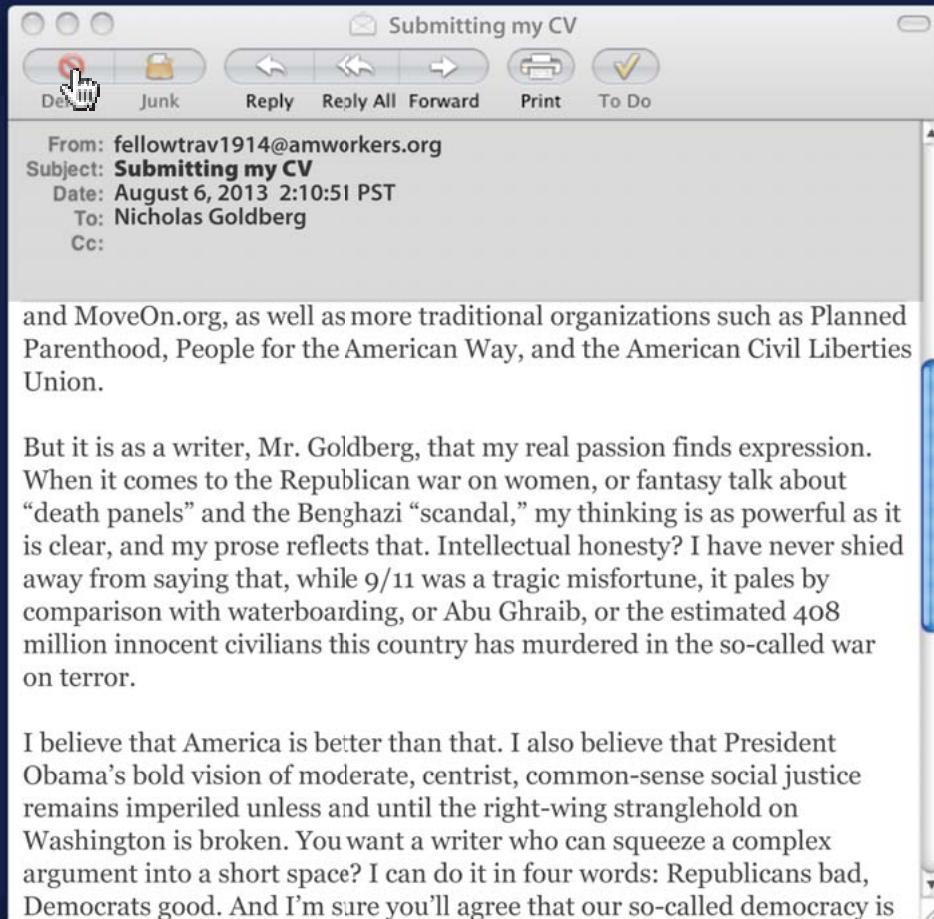 Submitting my CV
Junk
Reply
Reply All
Forward
Print
To Do
From: fellowtrav1914@amworkers.org
Subject: Submitting my CV
Date: August 6, 2013 2:10:51 PST
To: Nicholas Goldberg
Cc:
and MoveOn.org, as well as more traditional organizations such as Planned
Parenthood, People for the American Way, and the American Civil Liberties
Union.
But it is as a writer, Mr. Goldberg, that my real passion finds expression.
When it comes to the Republican war on women, or fantasy talk about
“death panels” and the Benghazi “scandal,” my thinking is as powerful as it
is clear, and my prose reflects that. Intellectual honesty? I have never shied
away from saying that, while 9/11 was a tragic misfortune, it pales by
comparison with waterboarding, or Abu Ghraib, or the estimated 408
million innocent civilians this country has murdered in the so-called war
on terror.
I believe that America is better than that. I also believe that President
Obama’s bold vision of moderate, centrist, common-sense social justice
remains imperiled unless and until the right-wing stranglehold on
Washington is broken. You want a writer who can squeeze a complex
argument into a short space? I can do it in four words: Republicans bad,
Democrats good. And I’m sure you’ll agree that our so-called democracy is